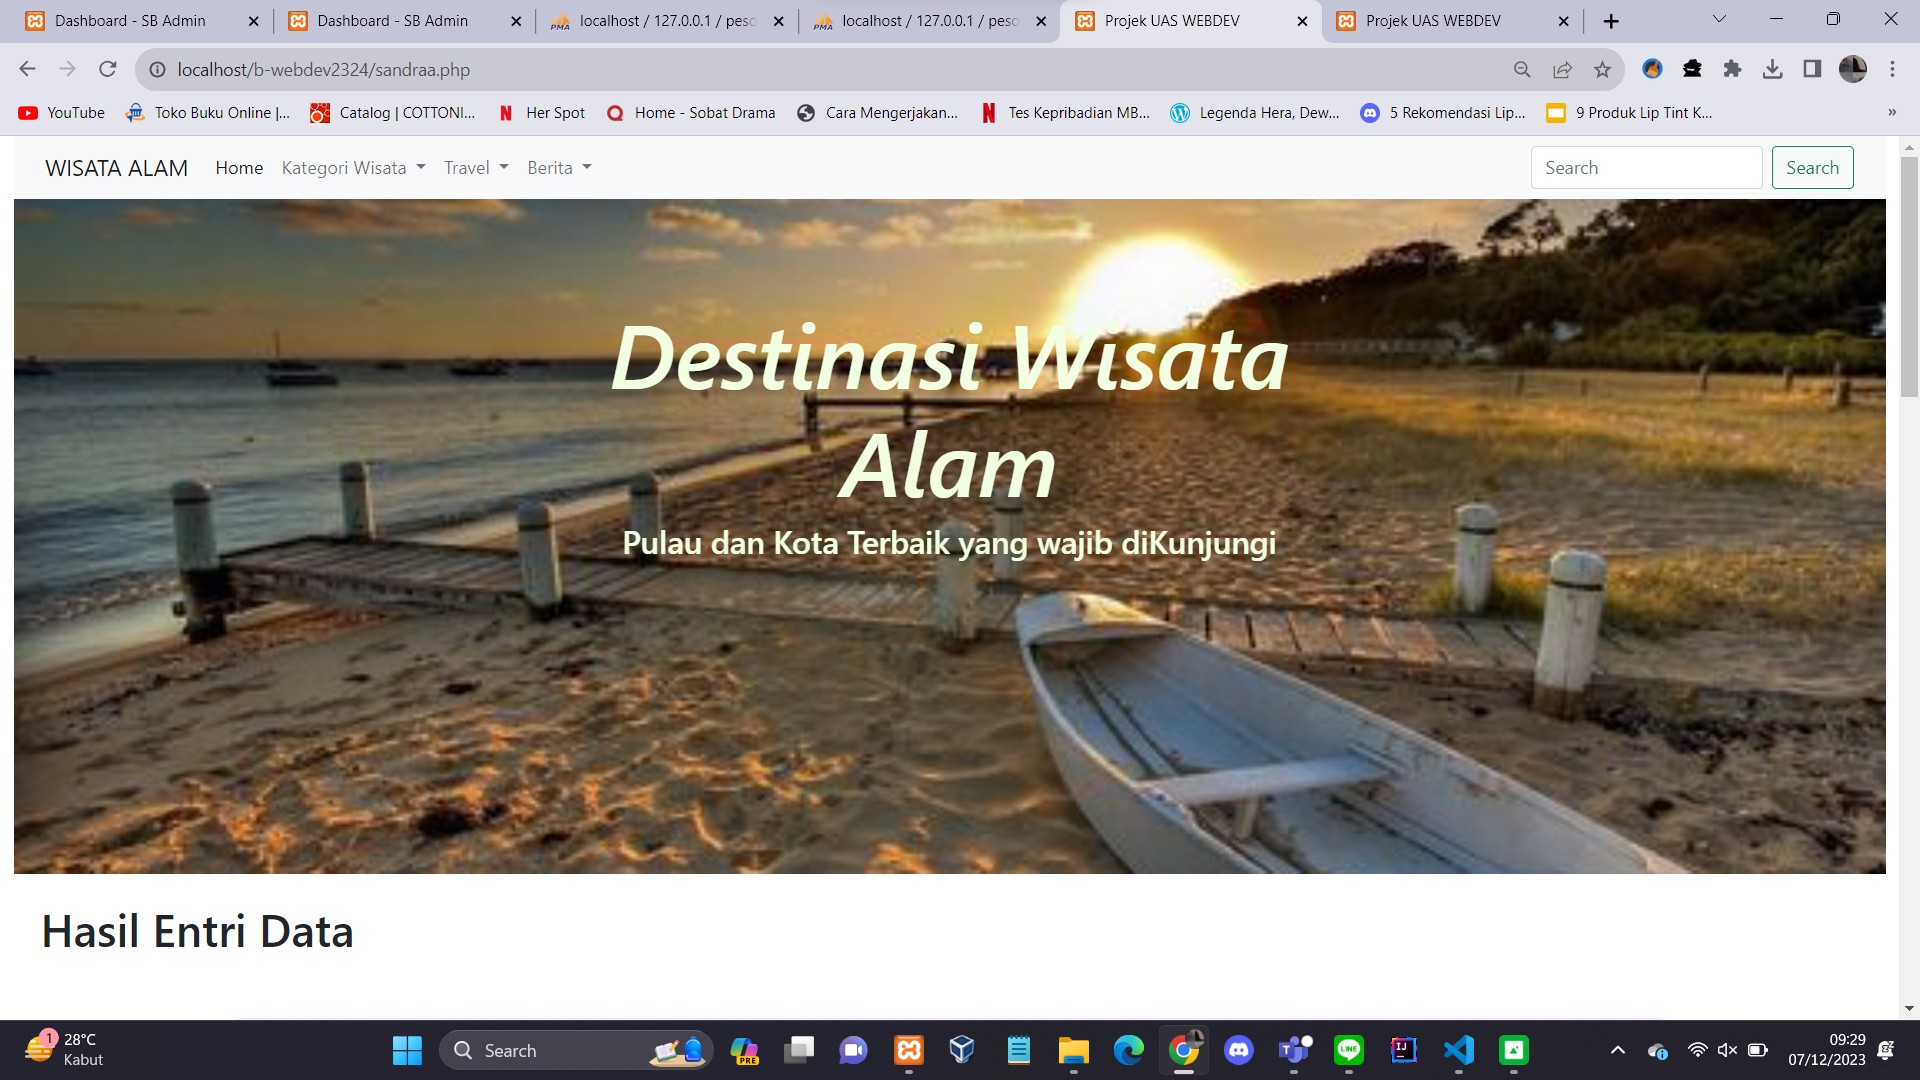 Dashboard - SB Admin
Dashboard - SB Admin
localhost / 127.0.0.1 / peso
localhost / 127.0.0.1 / peso
Projek UAS WEBDEV
Projek UAS WEBDEV
localhost/b-webdev2324/sandraa.php
YouTube
Toko Buku Online |...
Catalog | COTTONI...
Her Spot
Home - Sobat Drama
Cara Mengerjakan...
Tes Kepribadian MB...
Legenda Hera, Dew...
5 Rekomendasi Lip...
9 Produk Lip Tint K...
»
WISATA ALAM
Home
Kategori Wisata
Travel
Berita
Search
Search
Destinasi Wisata
Alam
Pulau dan Kota Terbaik yang wajib diKunjungi
Hasil Entri Data
1
28°C
Kabut
Search
PRE
LINE
09:29
07/12/2023